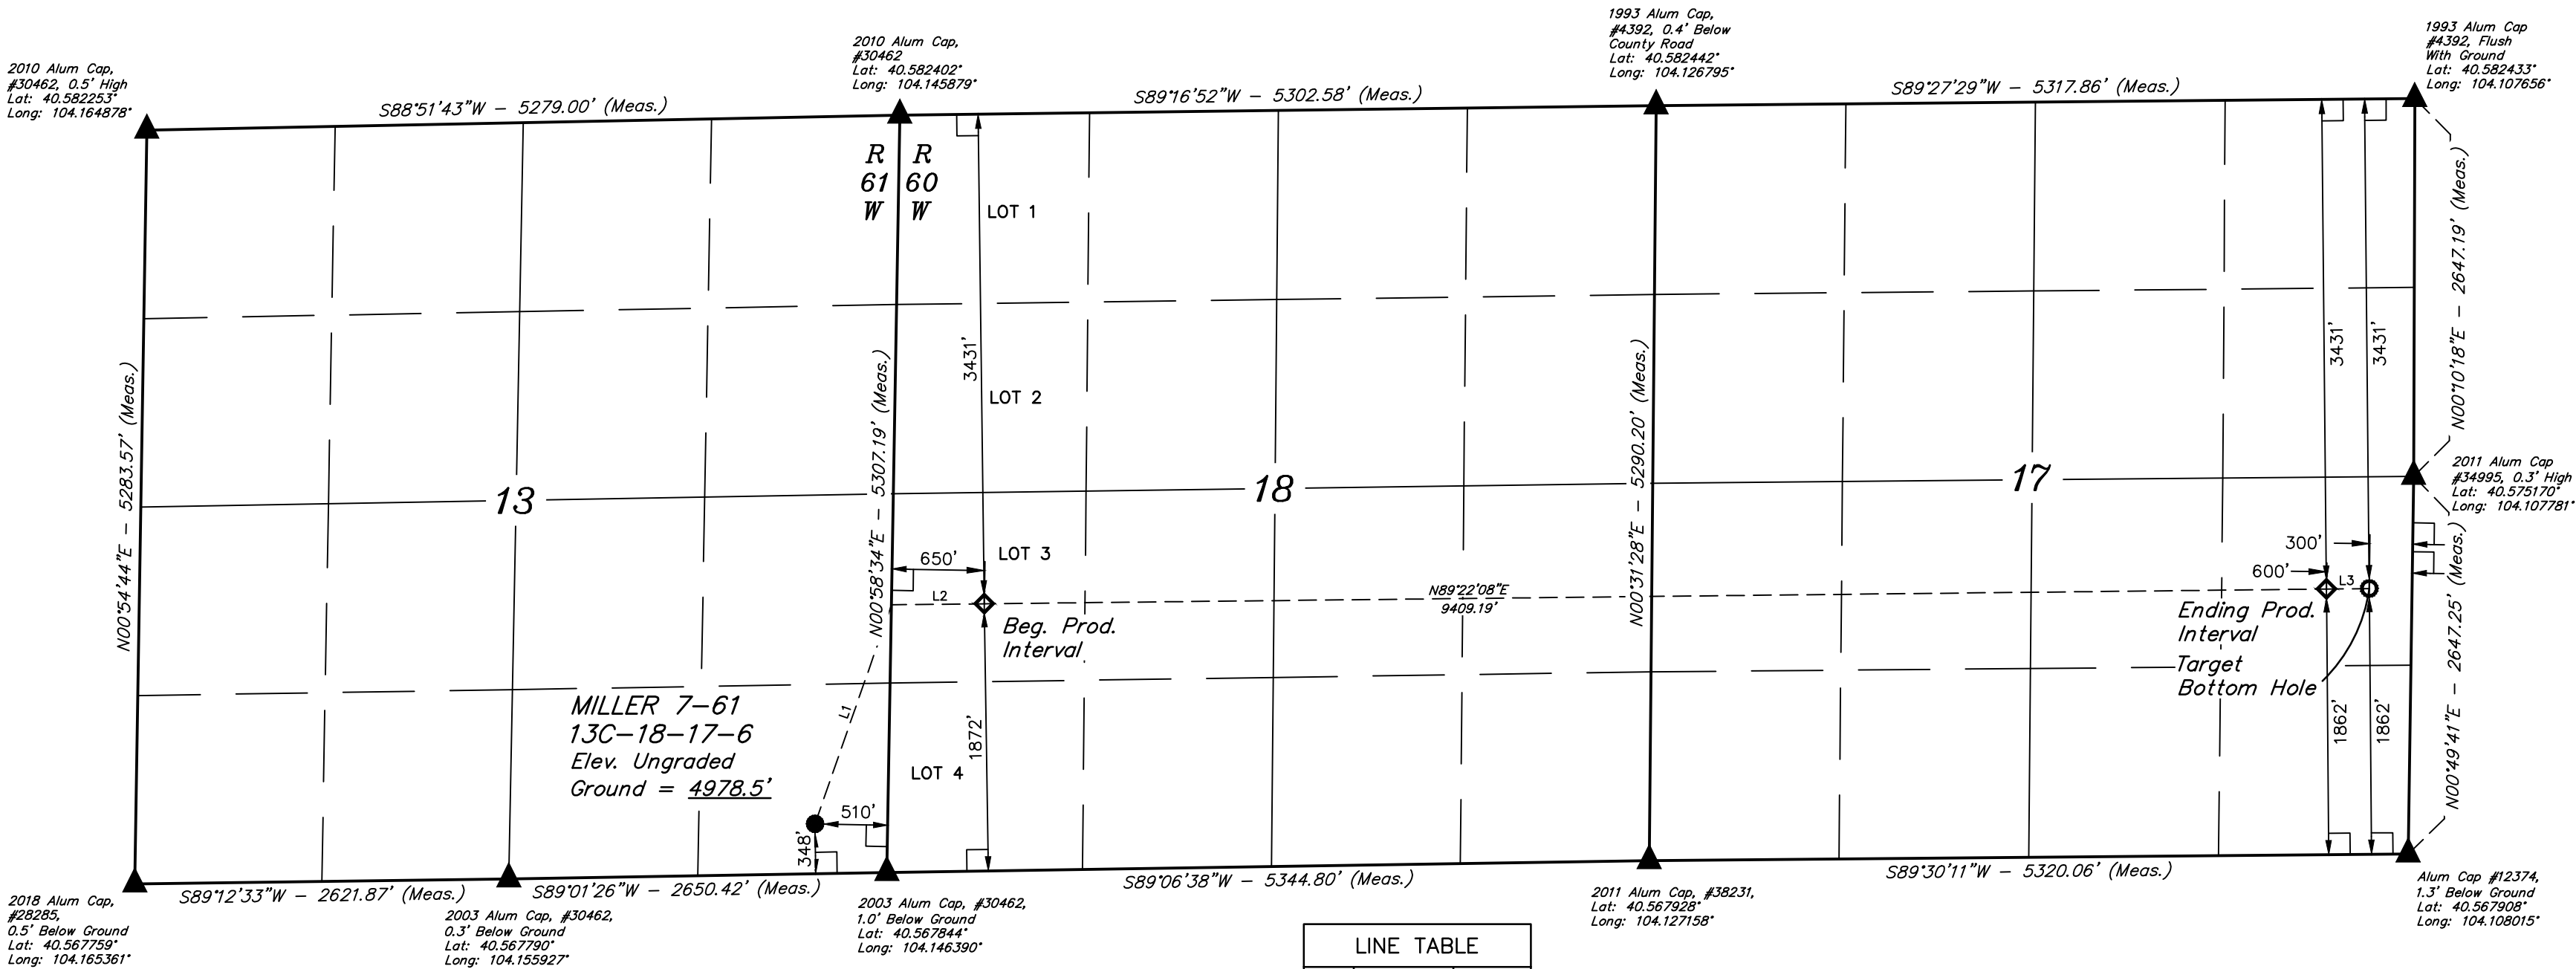 2010 Alum Cap,
#30462, 0.5' High
Lat: 40.582253°
Long: 104.164878°
S88°51'43"W - 5279.00' (Meas.)
2010 Alum Cap,
#30462
Lat: 40.582402°
Long: 104.145879°
S89°16'52"W - 5302.58' (Meas.)
1993 Alum Cap,
#4392, 0.4' Below
County Road
Lat: 40.582442°
Long: 104.126795°
S89°27'29"W - 5317.86' (Meas.)
1993 Alum Cap
#4392, Flush
With Ground
Lat: 40.582433°
Long: 104.107656°
R R
61 60
W W
LOT 1
LOT 2
LOT 3
LOT 4
N00°54'44"E - 5283.57' (Meas.)
13
N00°58'34"E - 5307.19' (Meas.)
3431'
18
N00°31'28"E - 5290.20' (Meas.)
17
3431'
3431'
N00°10'18"E - 2647.19' (Meas.)
2011 Alum Cap
#34995, 0.3' High
Lat: 40.575170°
Long: 104.107781°
650'
L2
Beg. Prod.
Interval
N89°22'08"E
9409.19'
300'
600'
L3
Ending Prod.
Interval
Target
Bottom Hole
N00°49'41"E - 2647.25' (Meas.)
MILLER 7-61
13C-18-17-6
Elev. Ungraded
Ground = 4978.5'
L1
510'
348'
1872'
1862'
1862'
S89°12'33"W - 2621.87' (Meas.)
S89°01'26"W - 2650.42' (Meas.)
S89°06'38"W - 5344.80' (Meas.)
S89°30'11"W - 5320.06' (Meas.)
2018 Alum Cap,
#28285,
0.5' Below Ground
Lat: 40.567759°
Long: 104.165361°
2003 Alum Cap, #30462,
0.3' Below Ground
Lat: 40.567790°
Long: 104.155927°
2003 Alum Cap, #30462,
1.0' Below Ground
Lat: 40.567844°
Long: 104.146390°
2011 Alum Cap, #38231,
Lat: 40.567928°
Long: 104.127158°
Alum Cap #12374,
1.3' Below Ground
Lat: 40.567908°
Long: 104.108015°
LINE TABLE